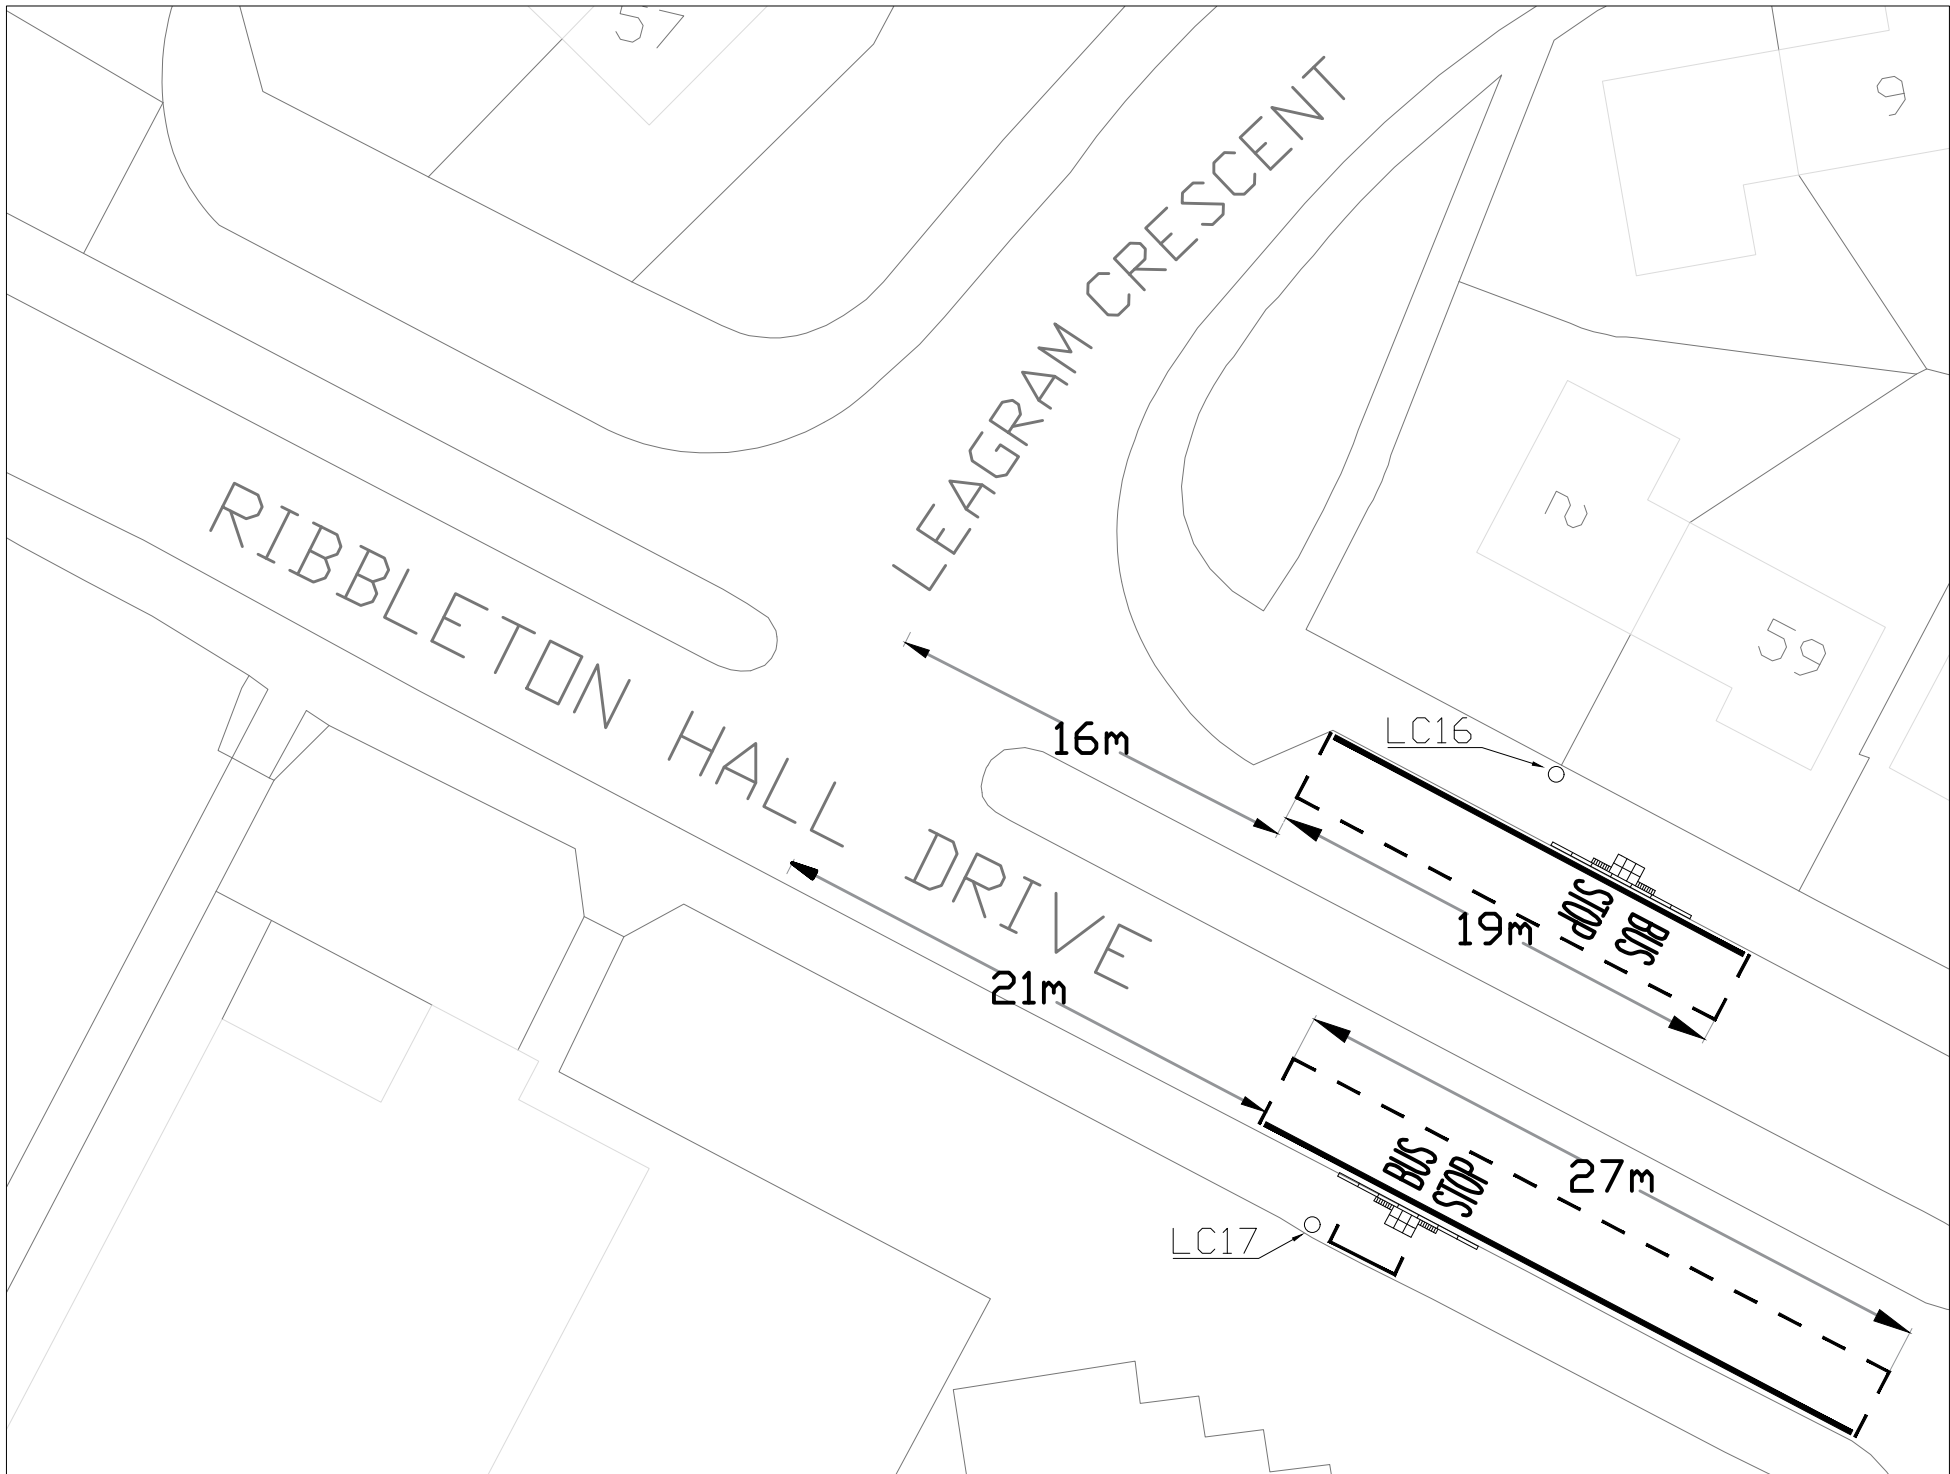 57
9
LEAGRAM CRESCENT
RIBBLETON HALL DRIVE
2
59
16m
LC16
19m
BUS
STOP
21m
27m
BUS
STOP
LC17